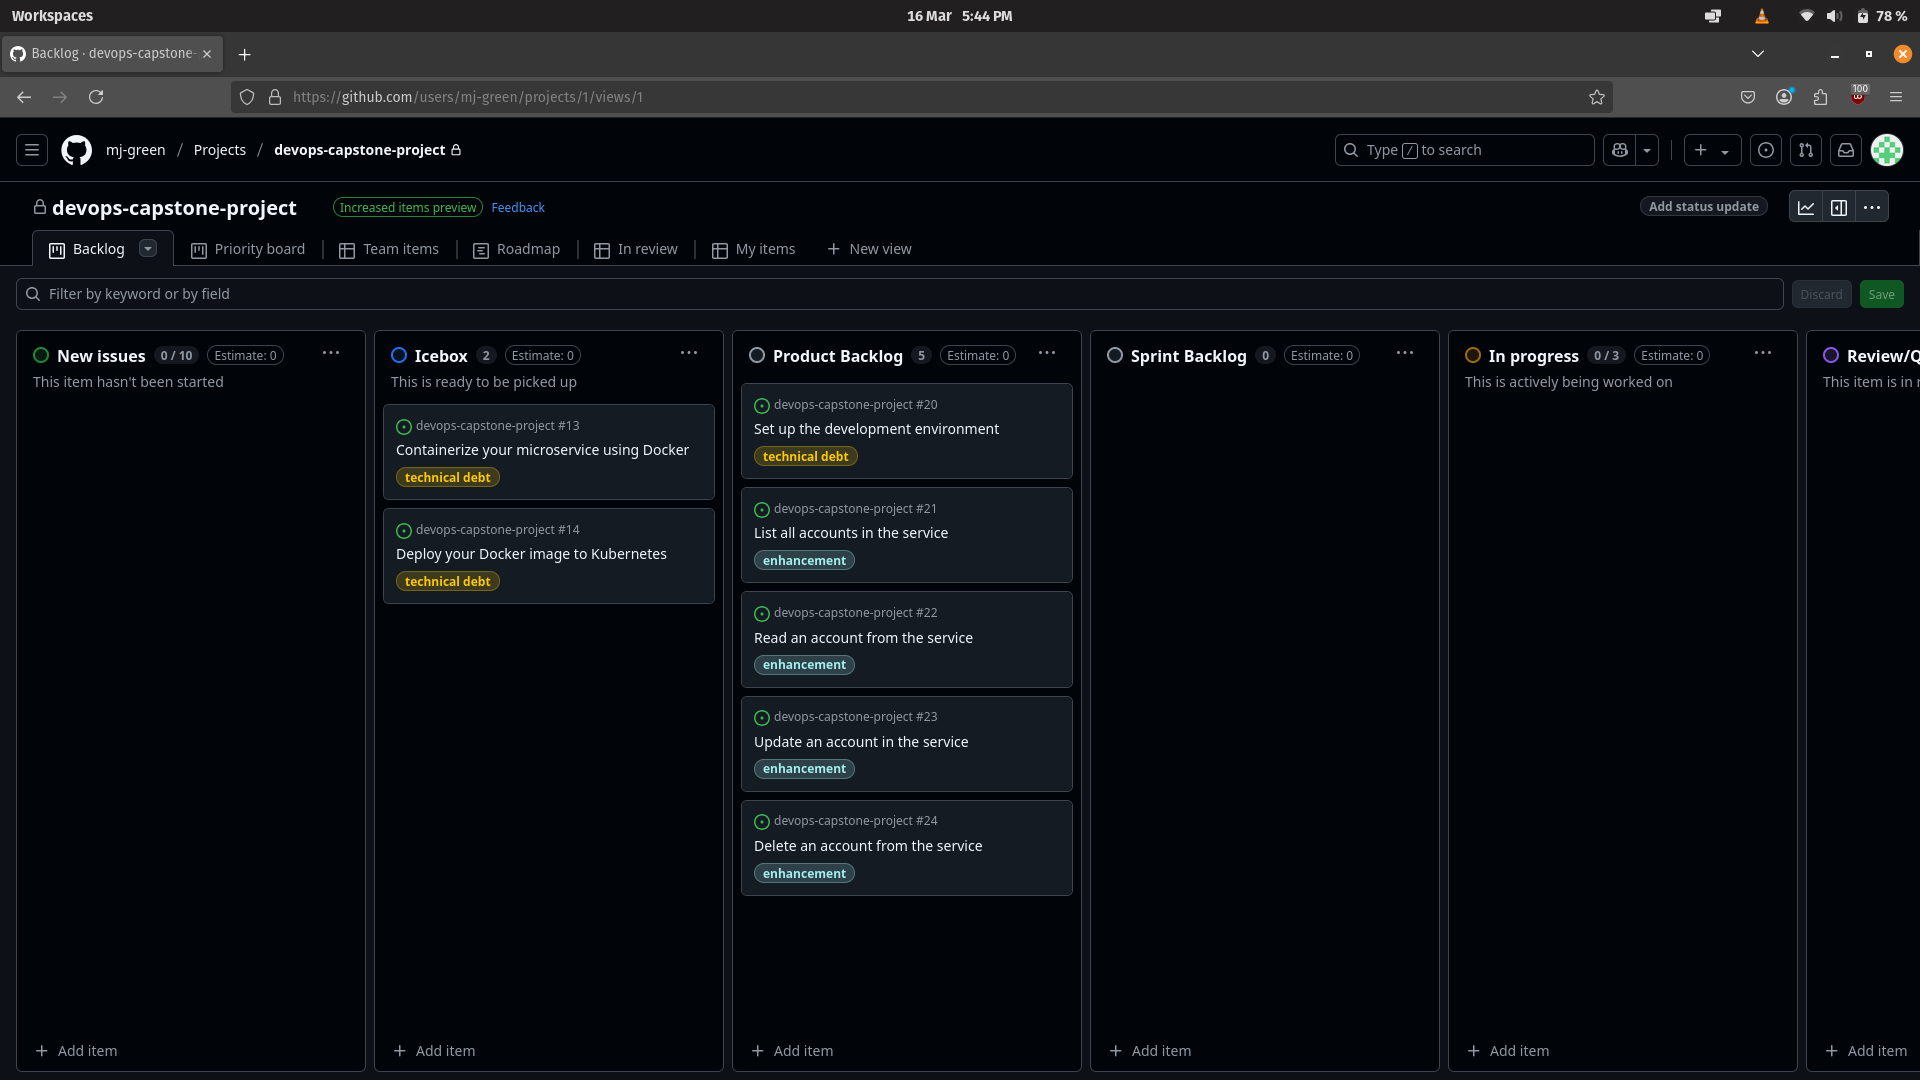 Workspaces
16 Mar 5:44 PM
78 %
Backlog · devops-capstone-
https://github.com/users/mj-green/projects/1/views/1
100
mj-green / Projects / devops-capstone-project
Type / to search
devops-capstone-project
Increased items preview
Feedback
Add status update
Backlog
Priority board
Team items
Roadmap
In review
My items
New view
Filter by keyword or by field
Discard
Save
New issues 0 / 10 Estimate: 0
This item hasn't been started
Add item
Icebox 2 Estimate: 0
This is ready to be picked up
devops-capstone-project #13
Containerize your microservice using Docker
technical debt
devops-capstone-project #14
Deploy your Docker image to Kubernetes
technical debt
Add item
Product Backlog 5 Estimate: 0
devops-capstone-project #20
Set up the development environment
technical debt
devops-capstone-project #21
List all accounts in the service
enhancement
devops-capstone-project #22
Read an account from the service
enhancement
devops-capstone-project #23
Update an account in the service
enhancement
devops-capstone-project #24
Delete an account from the service
enhancement
Add item
Sprint Backlog 0 Estimate: 0
Add item
In progress 0 / 3 Estimate: 0
This is actively being worked on
Add item
Review/Q
This item is in r
Add item